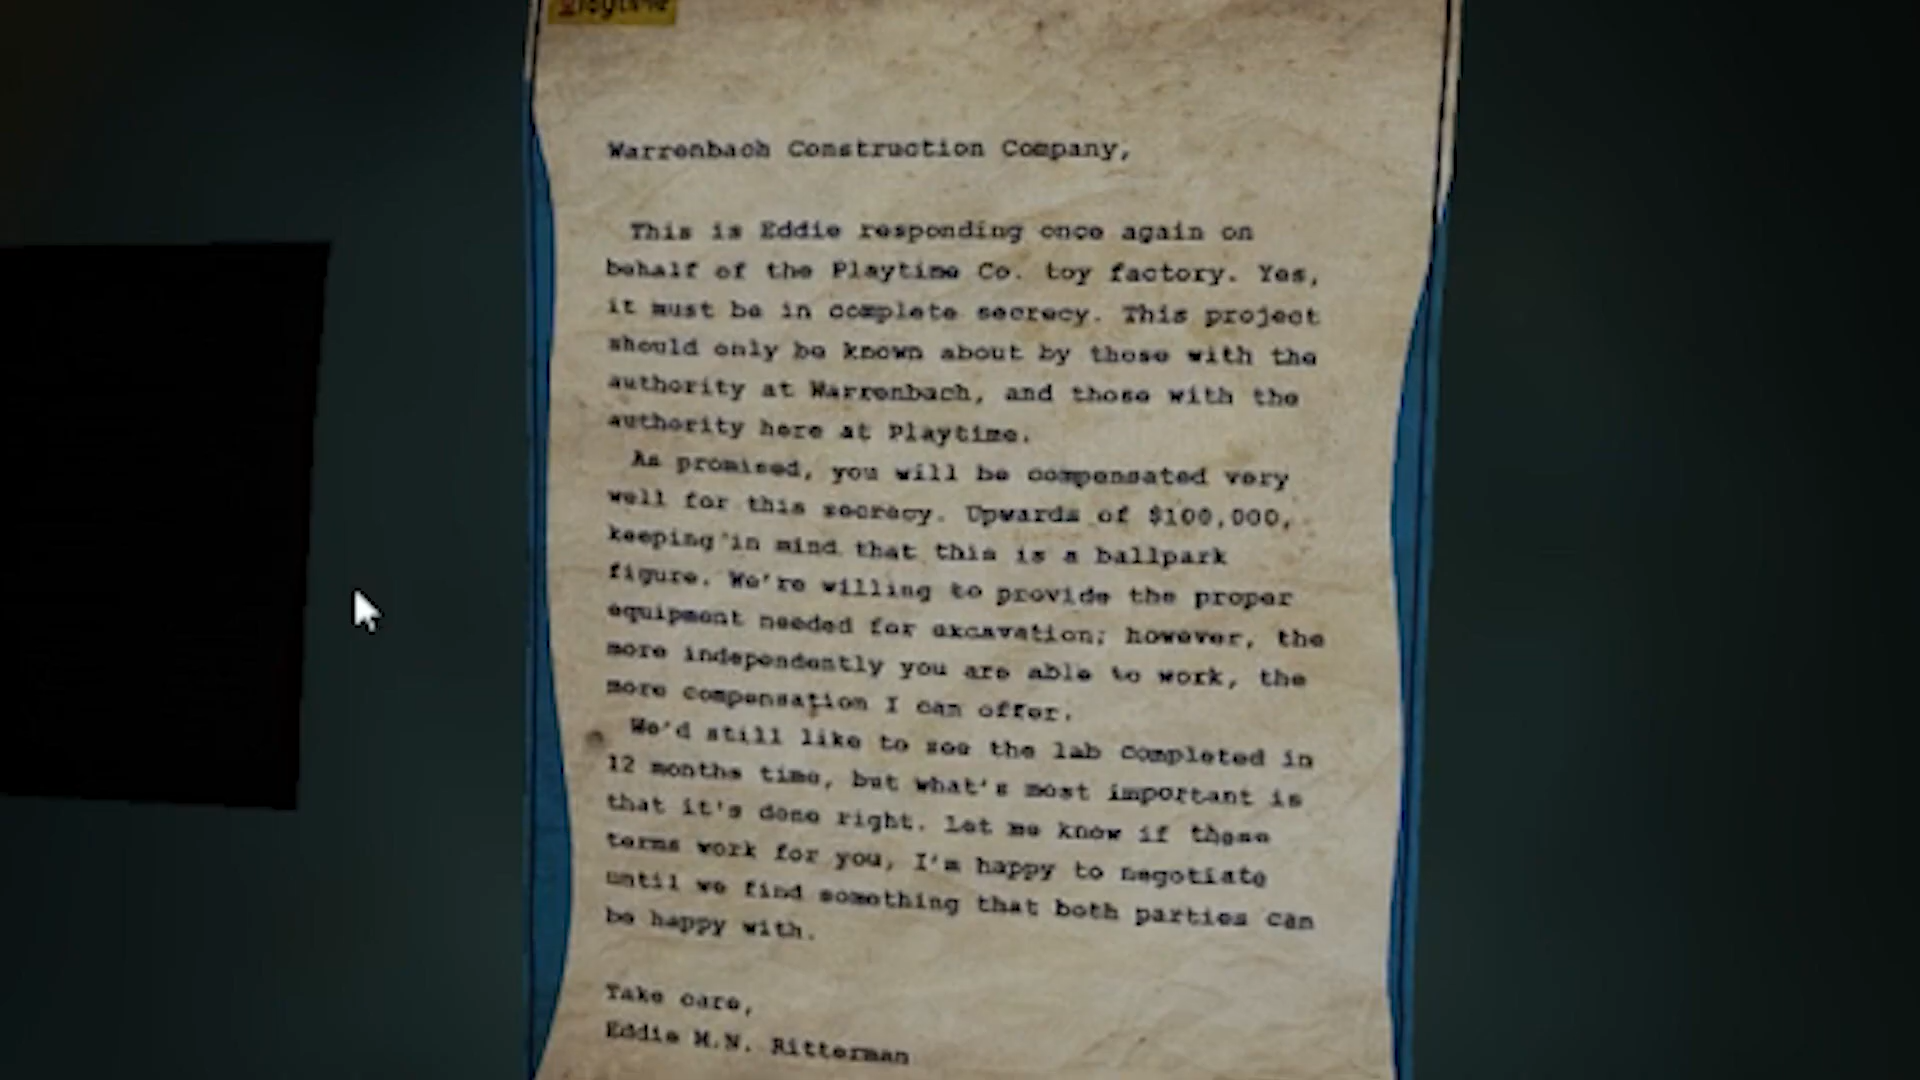 Playtime
Warrenbach Construction Company,
This is Eddie responding once again on
behalf of the Playtime Co. toy factory. Yes,
it must be in complete secrecy. This project
should only be known about by those with the
authority at Warrenbach, and those with the
authority here at Playtime.
As promised, you will be compensated very
well for this secrecy. Upwards of $100,000,
keeping in mind that this is a ballpark
figure. We're willing to provide the proper
equipment needed for excavation; however, the
more independently you are able to work, the
more compensation I can offer.
We'd still like to see the lab completed in
12 months time, but what's most important is
that it's done right. Let me know if these
terms work for you, I'm happy to negotiate
until we find something that both parties can
be happy with.
Take care,
Eddie M.N. Ritterman